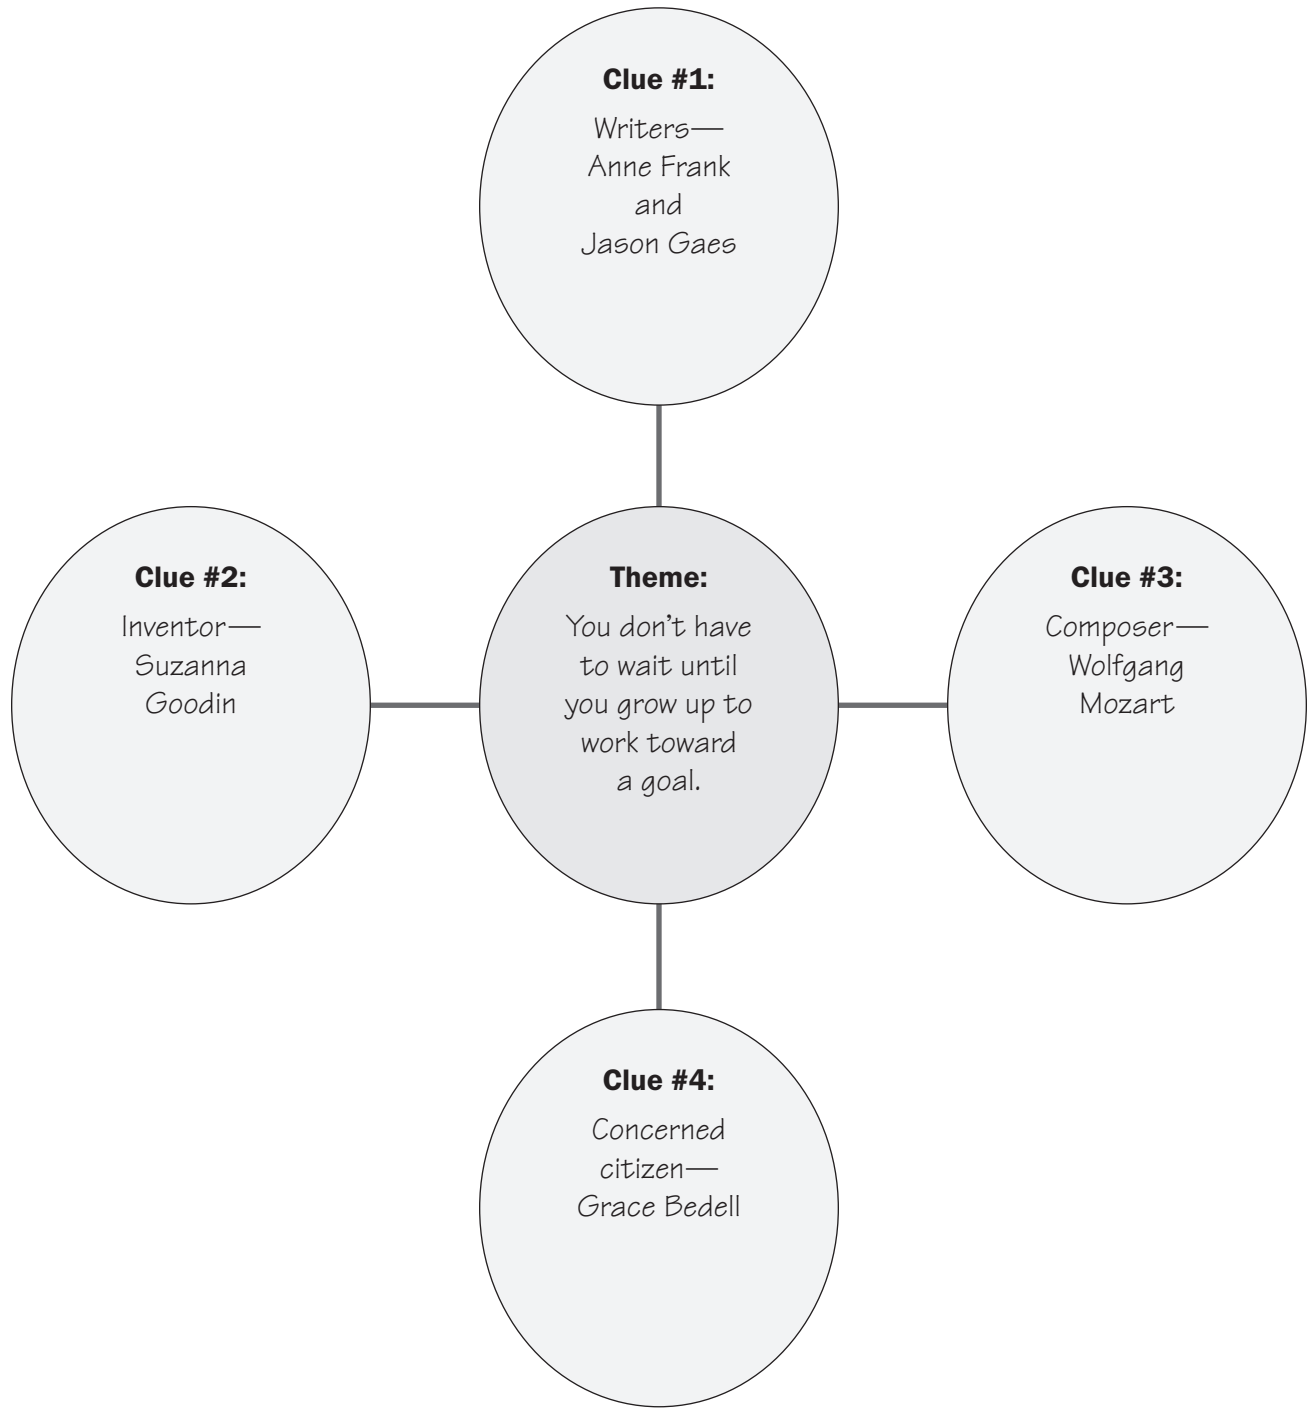 Clue #1:
Writers—
Anne Frank
and
Jason Gaes
Clue #2:
Inventor—
Suzanna
Goodin
Theme:
You don't have
to wait until
you grow up to
work toward
a goal.
Clue #3:
Composer—
Wolfgang
Mozart
Clue #4:
Concerned
citizen—
Grace Bedell